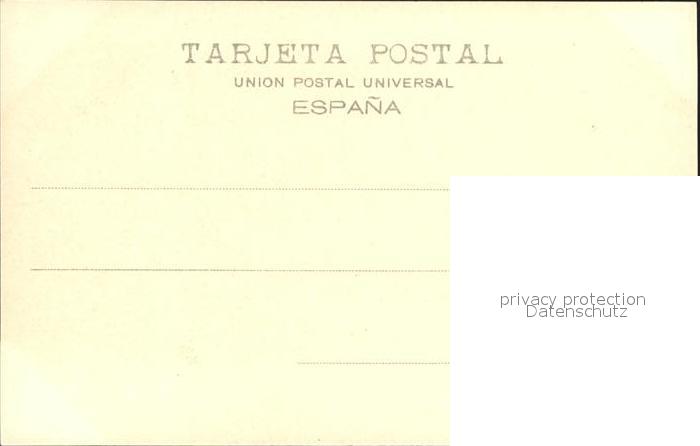 TARJETA POSTAL
UNION POSTAL UNIVERSAL
ESPAÑA
privacy protection
Datenschutz